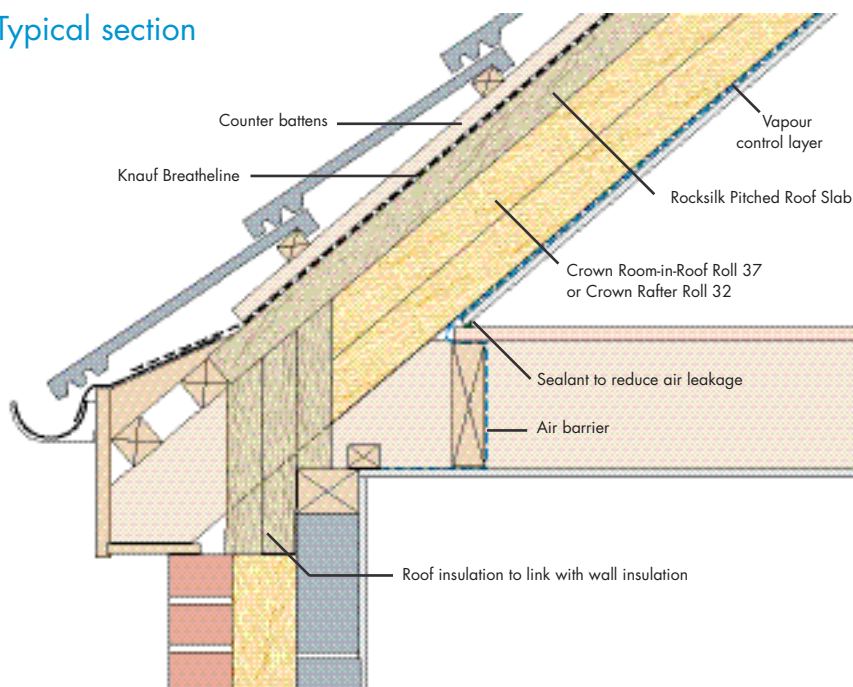 Typical section
Counter battens
Knauf Breatheline
Vapour
control layer
Rocksilk Pitched Roof Slab
Crown Room-in-Roof Roll 37
or Crown Rafter Roll 32
Sealant to reduce air leakage
Air barrier
Roof insulation to link with wall insulation